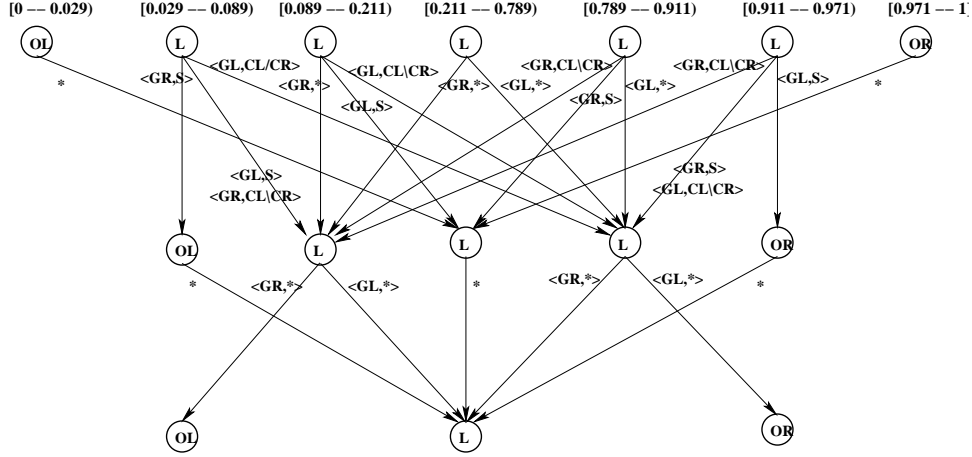 [0 –– 0.029) [0.029 –– 0.089) [0.089 –– 0.211) [0.211 –– 0.789) [0.789 –– 0.911) [0.911 –– 0.971) [0.971 –– 1]
OL L L L L L OR
<GL,CL/CR> <GL,CL\CR> <GR,CL\CR> <GR,CL\CR>
* <GR,S> <GR,*> <GR,*> <GL,*> <GL,*> <GL,S> *
<GL,S> <GR,S>
<GL,S> <GR,S>
<GR,CL\CR> <GL,CL\CR>
OL L L L OR
* <GR,*> <GL,*> * <GR,*> <GL,*> *
OL L OR